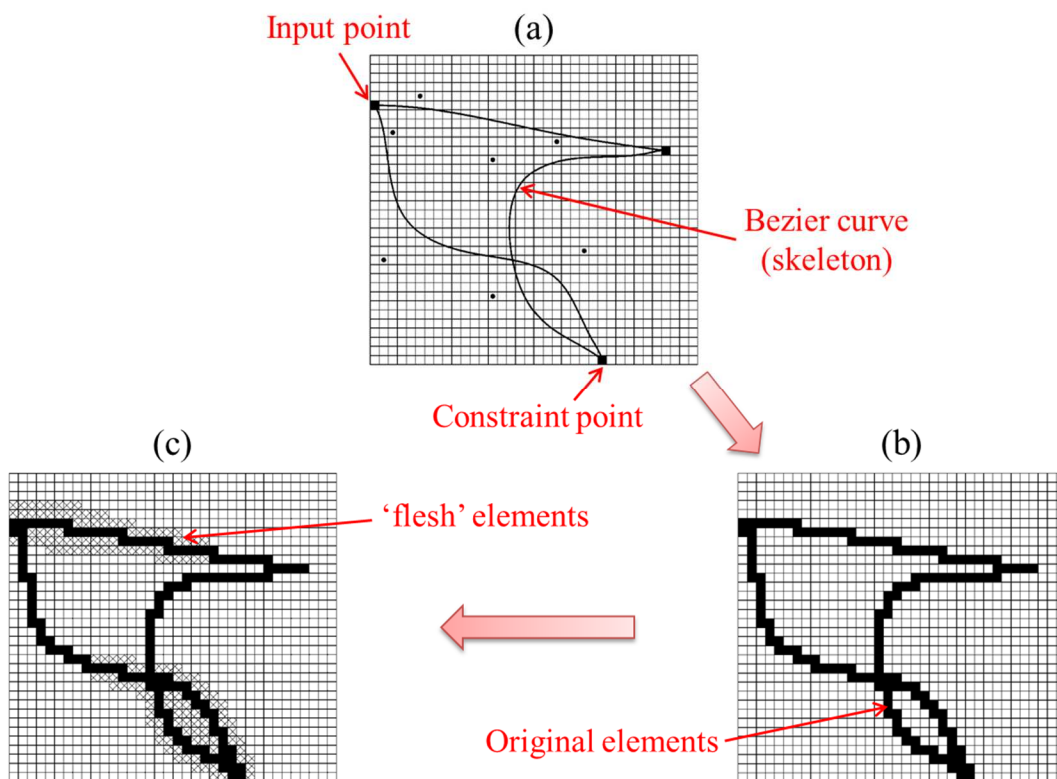 (a)
Input point
Bezier curve
(skeleton)
Constraint point
(b)
Original elements
(c)
‘flesh’ elements